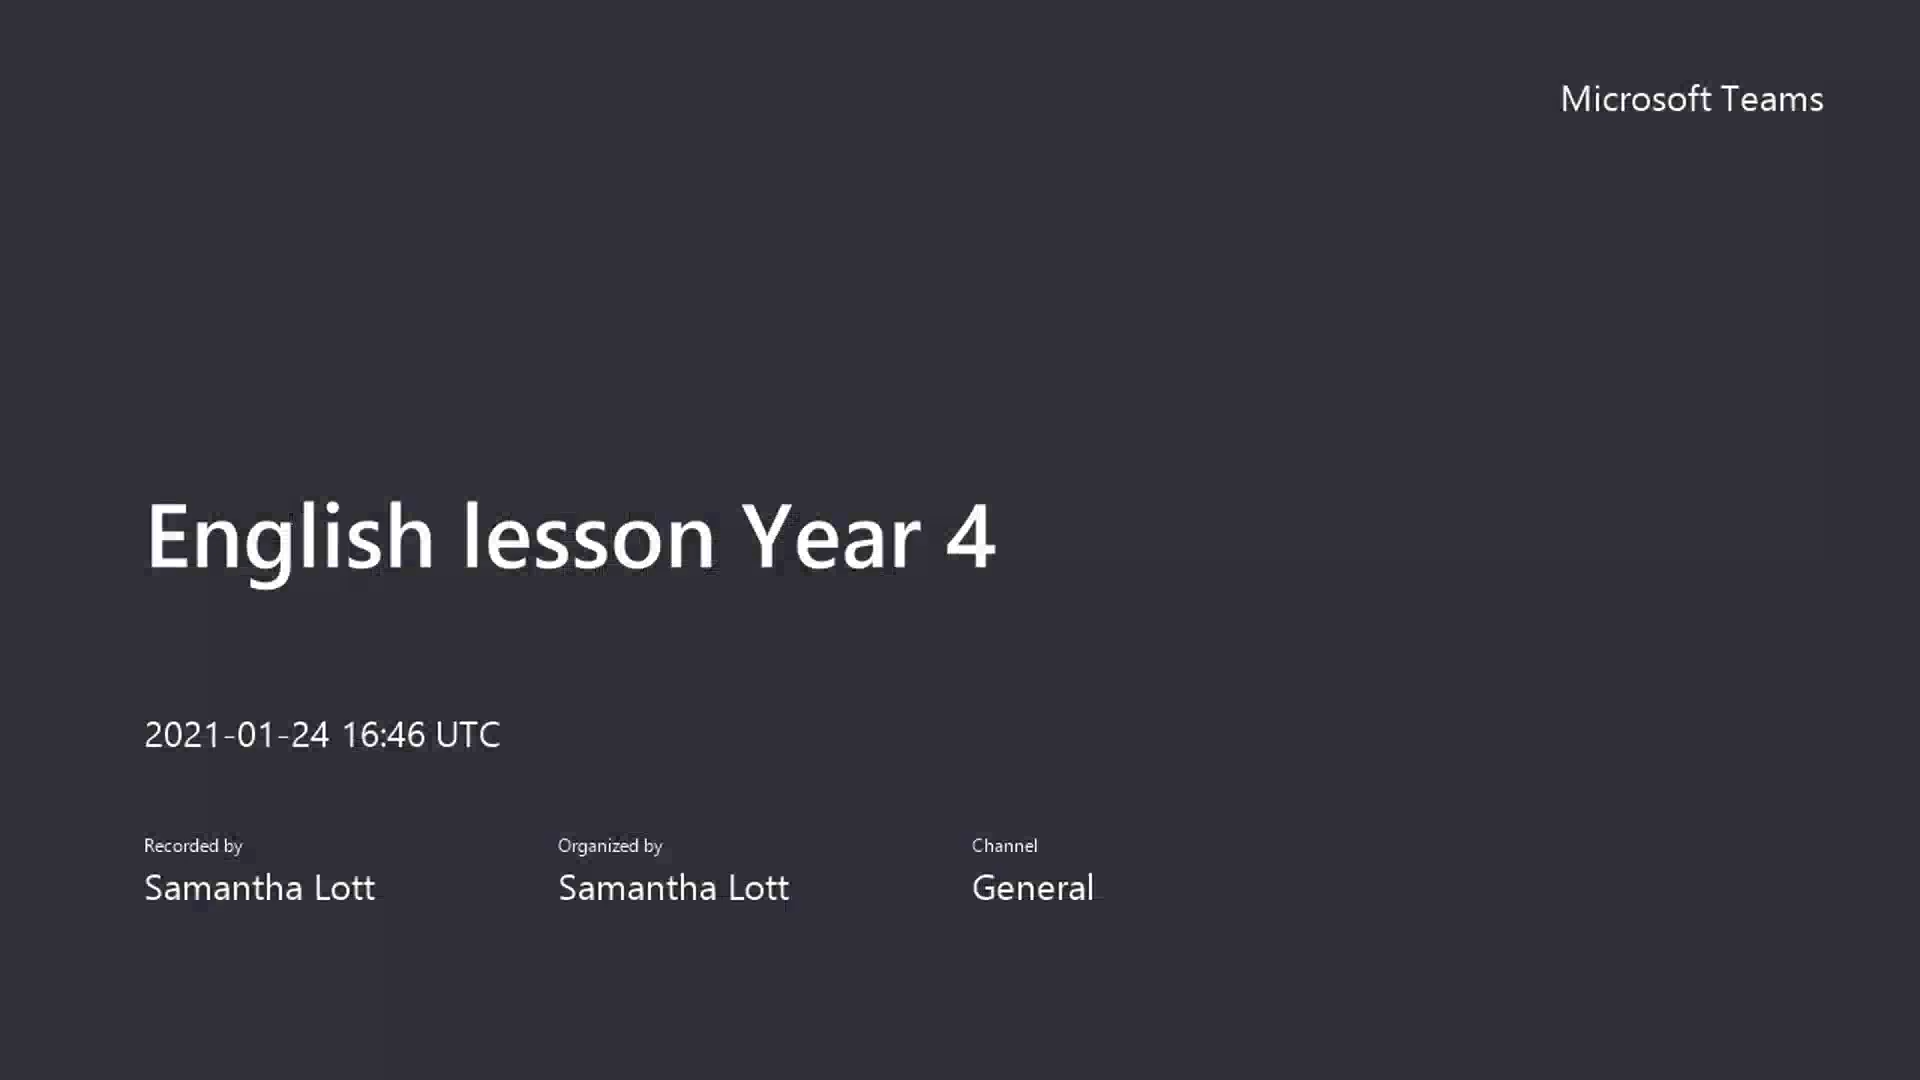 Microsoft Teams
English lesson Year 4
2021-01-24 16:46 UTC
Recorded by
Samantha Lott
Organized by
Samantha Lott
Channel
General